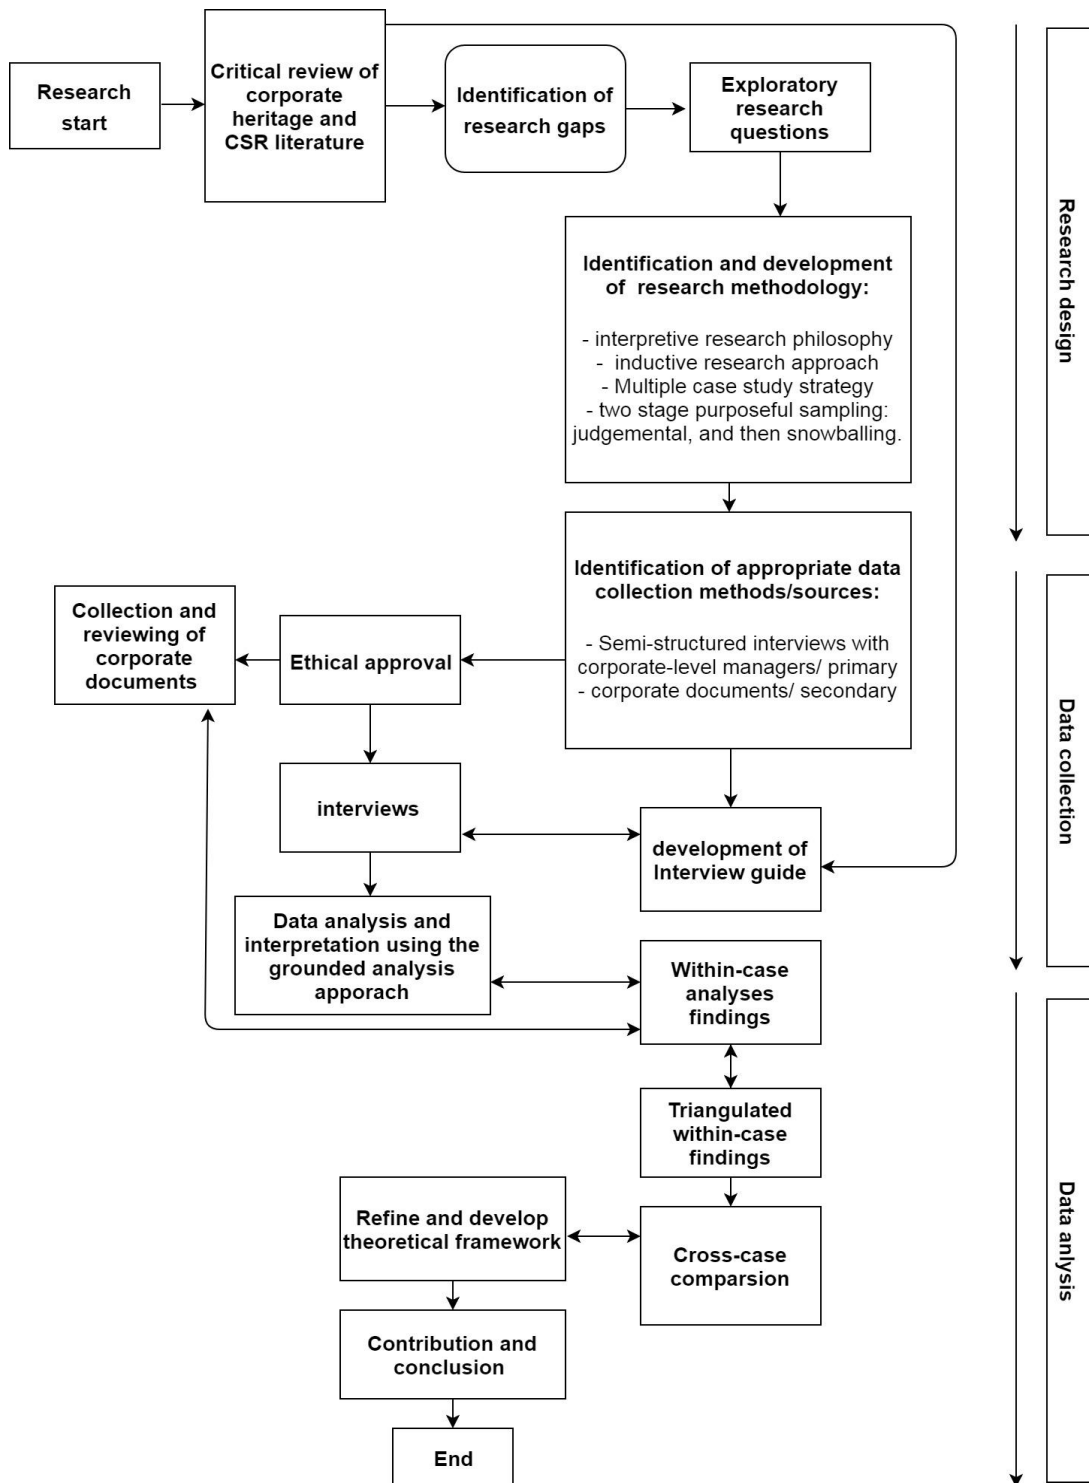 Research
start
Critical review of
corporate
heritage and
CSR literature
Identification of
research gaps
Exploratory
research
questions
Identification and development
of research methodology:
- interpretive research philosophy
- inductive research approach
- Multiple case study strategy
- two stage purposeful sampling:
judgemental, and then snowballing.
Research design
Identification of appropriate data
collection methods/sources:
- Semi-structured interviews with
corporate-level managers/ primary
- corporate documents/ secondary
Ethical approval
Collection and
reviewing of
corporate
documents
interviews
development of
Interview guide
Data collection
Data analysis and
interpretation using the
grounded analysis
apporach
Within-case
analyses
findings
Triangulated
within-case
findings
Cross-case
comparsion
Refine and develop
theoretical framework
Contribution and
conclusion
End
Data anlysis